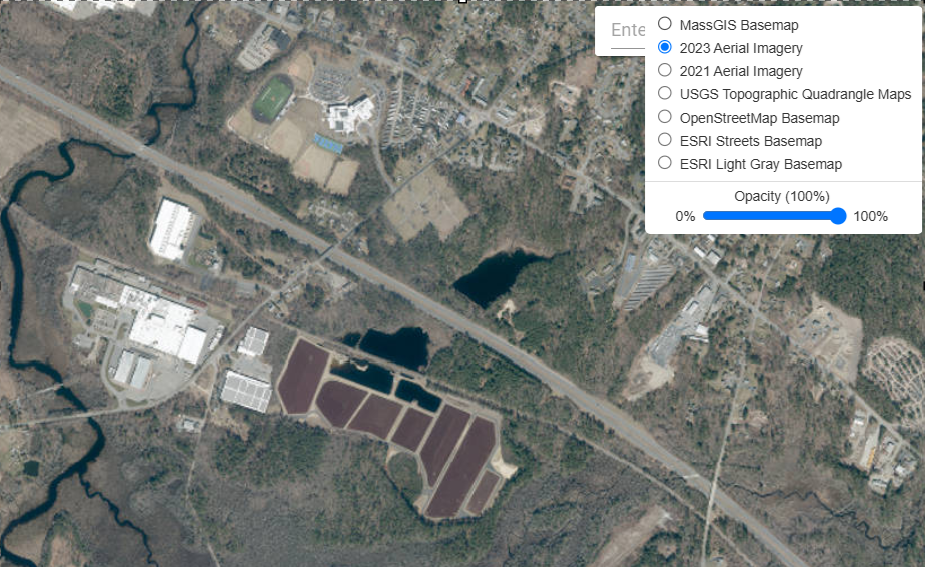 Ente
MassGIS Basemap
2023 Aerial Imagery
2021 Aerial Imagery
USGS Topographic Quadrangle Maps
OpenStreetMap Basemap
ESRI Streets Basemap
ESRI Light Gray Basemap
Opacity (100%)
0% 100%